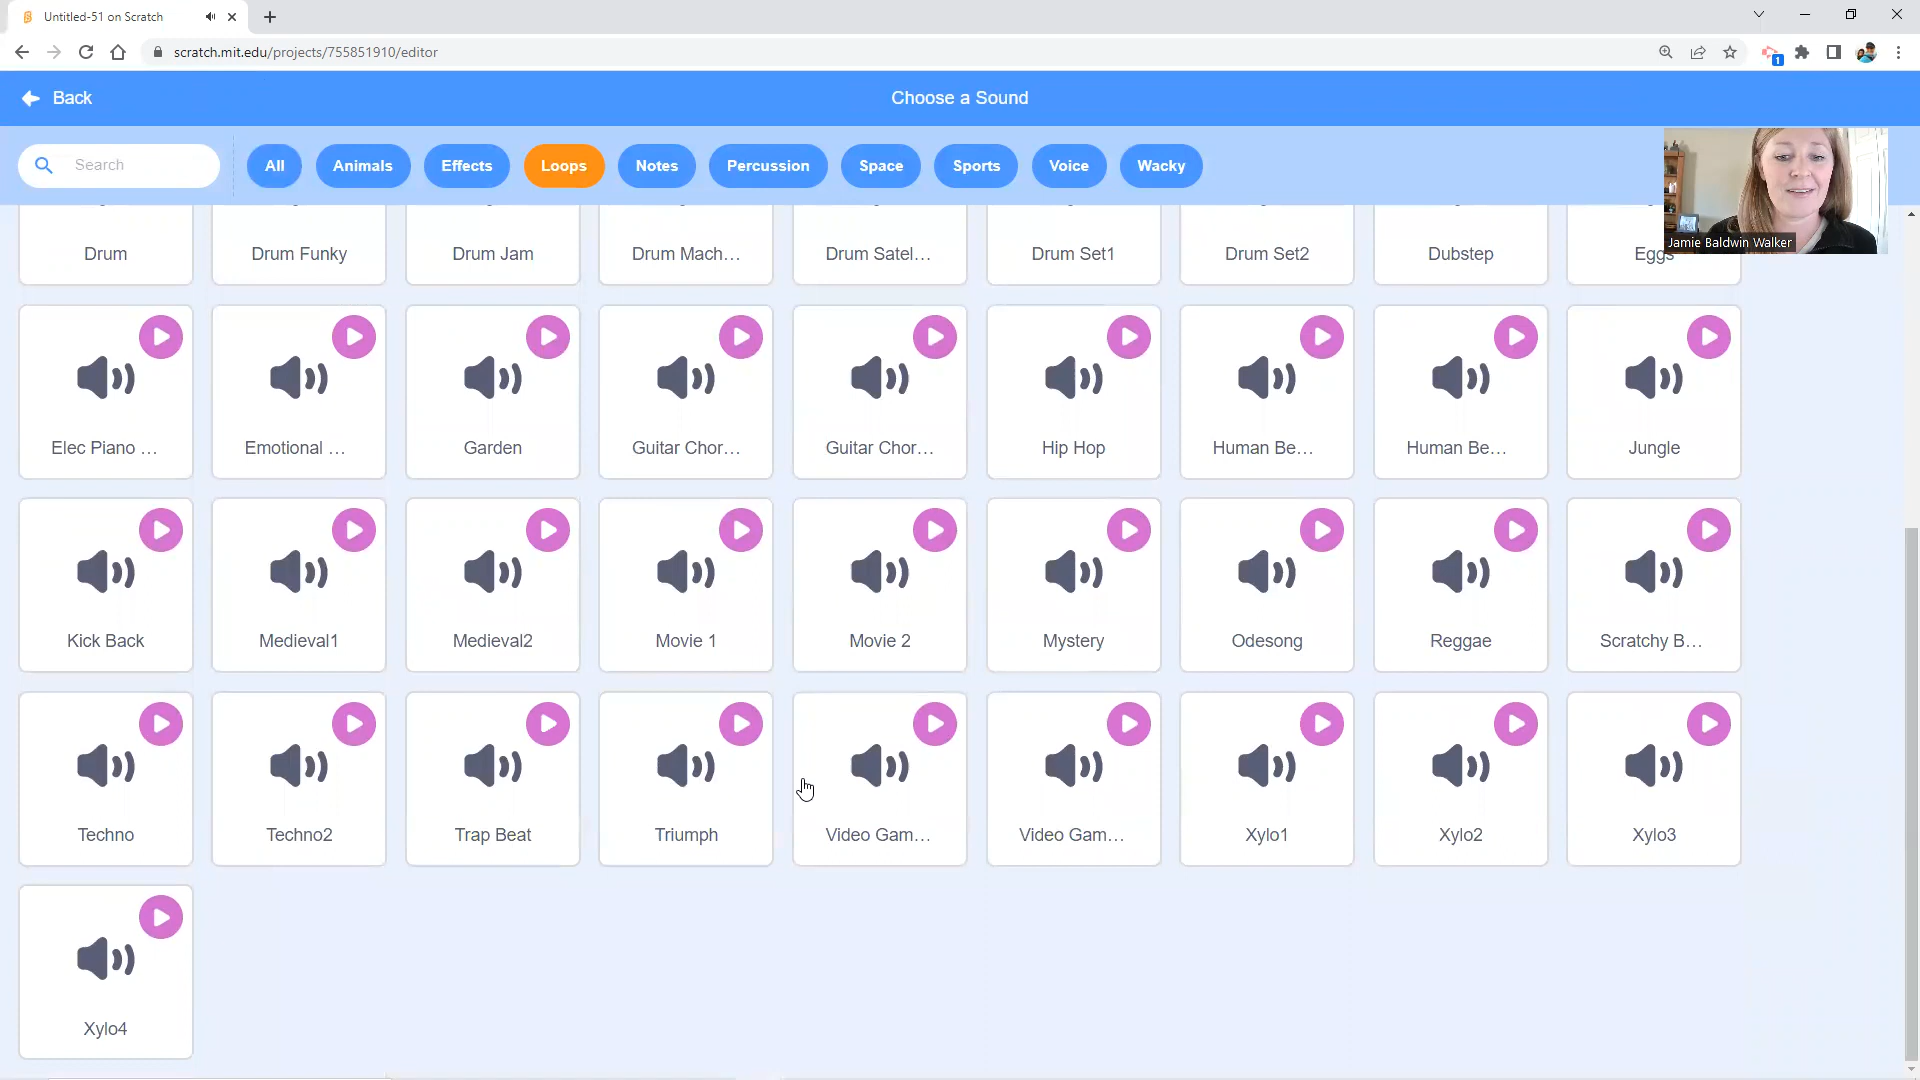 Untitled-51 on Scratch
scratch.mit.edu/projects/755851910/editor
1
Back
Choose a Sound
Search
All
Animals
Effects
Loops
Notes
Percussion
Space
Sports
Voice
Wacky
Jamie Baldwin Walker
Drum
Drum Funky
Drum Jam
Drum Mach...
Drum Satel...
Drum Set1
Drum Set2
Dubstep
Eggs
Elec Piano ...
Emotional ...
Garden
Guitar Chor...
Guitar Chor...
Hip Hop
Human Be...
Human Be...
Jungle
Kick Back
Medieval1
Medieval2
Movie 1
Movie 2
Mystery
Odesong
Reggae
Scratchy B...
Techno
Techno2
Trap Beat
Triumph
Video Gam...
Video Gam...
Xylo1
Xylo2
Xylo3
Xylo4